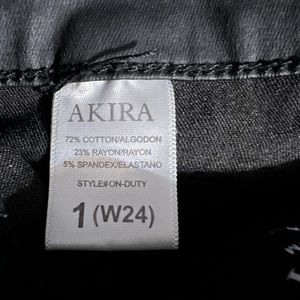 AKIRA
72% COTTON/ALGODON
23% RAYON/RAYON
5% SPANDEX/ELASTANO
STYLE#ON-DUTY
1 (W24)